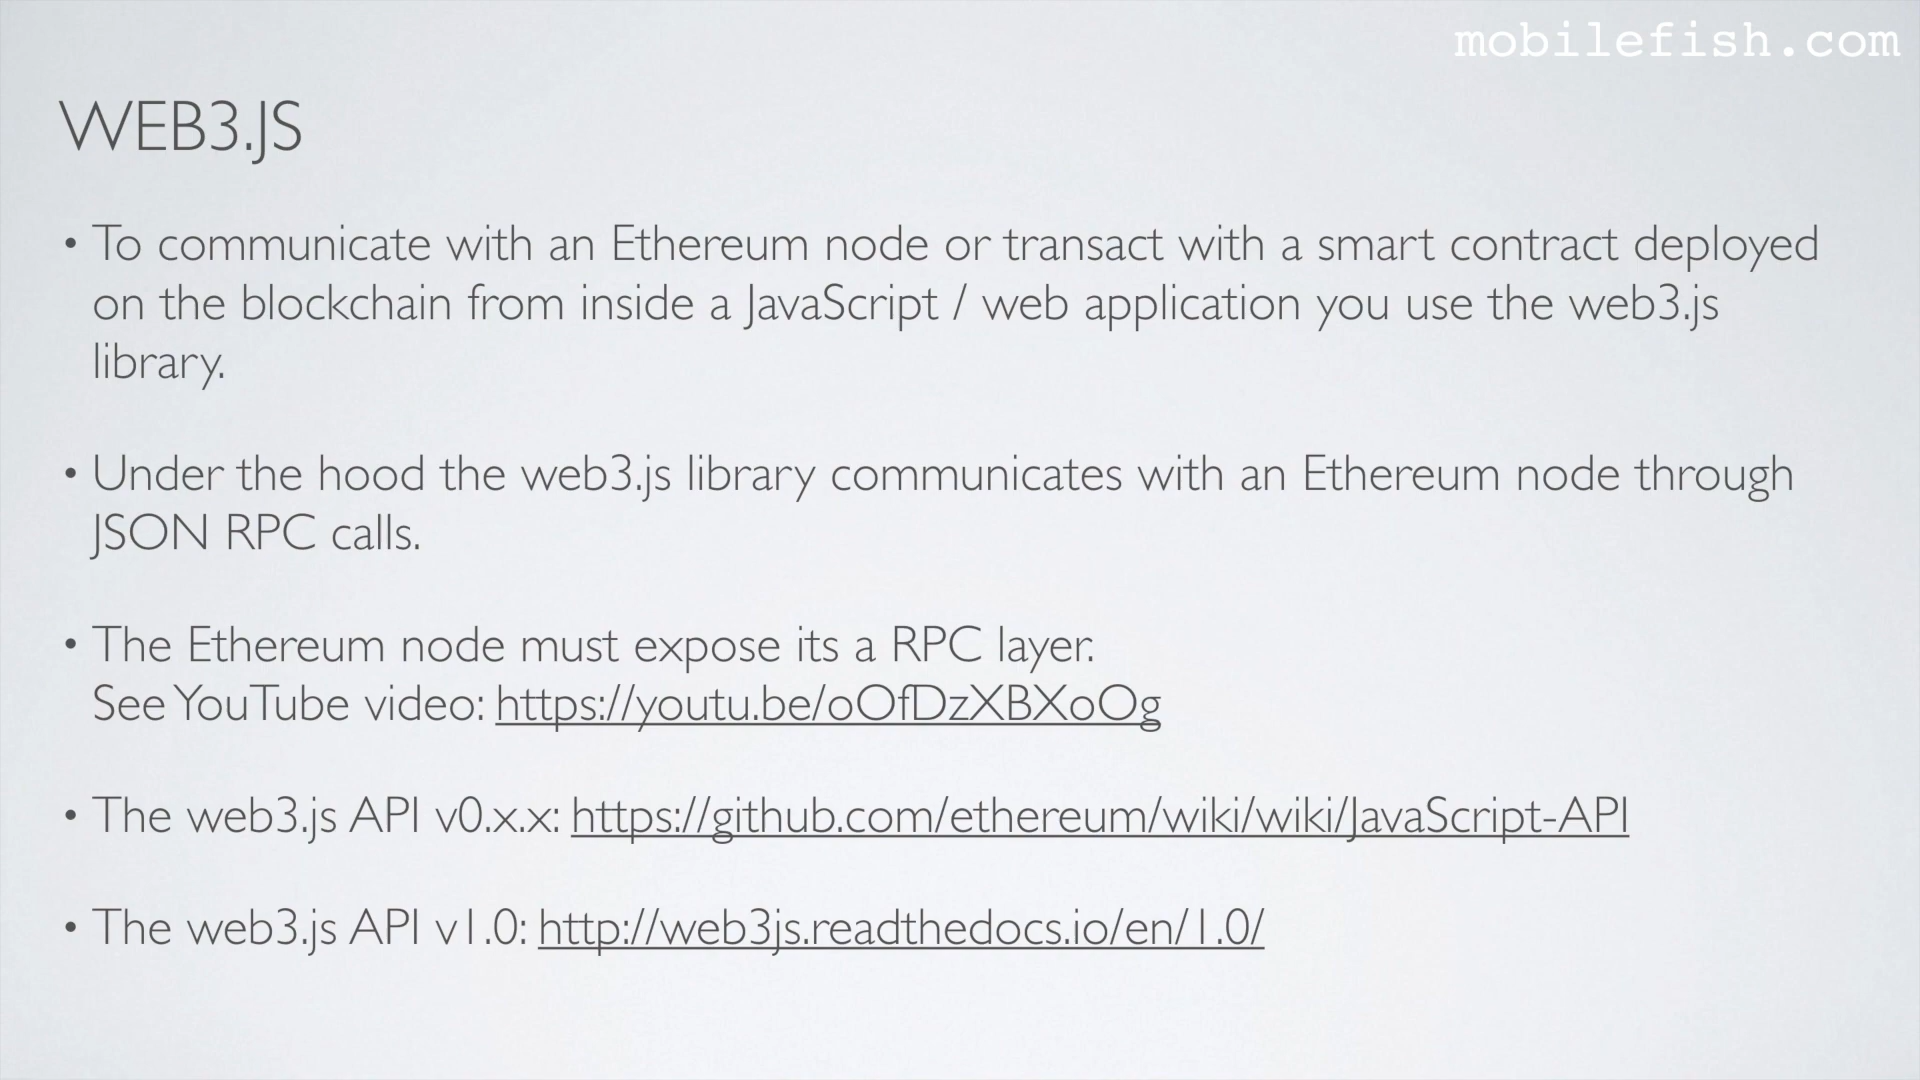 mobilefish.com
WEB3.JS
• To communicate with an Ethereum node or transact with a smart contract deployed
on the blockchain from inside a JavaScript / web application you use the web3.js
library.
• Under the hood the web3.js library communicates with an Ethereum node through
JSON RPC calls.
• The Ethereum node must expose its a RPC layer.
See YouTube video: https://youtu.be/oOfDzXBXoOg
• The web3.js API v0.x.x: https://github.com/ethereum/wiki/wiki/JavaScript-API
• The web3.js API v1.0: http://web3js.readthedocs.io/en/1.0/